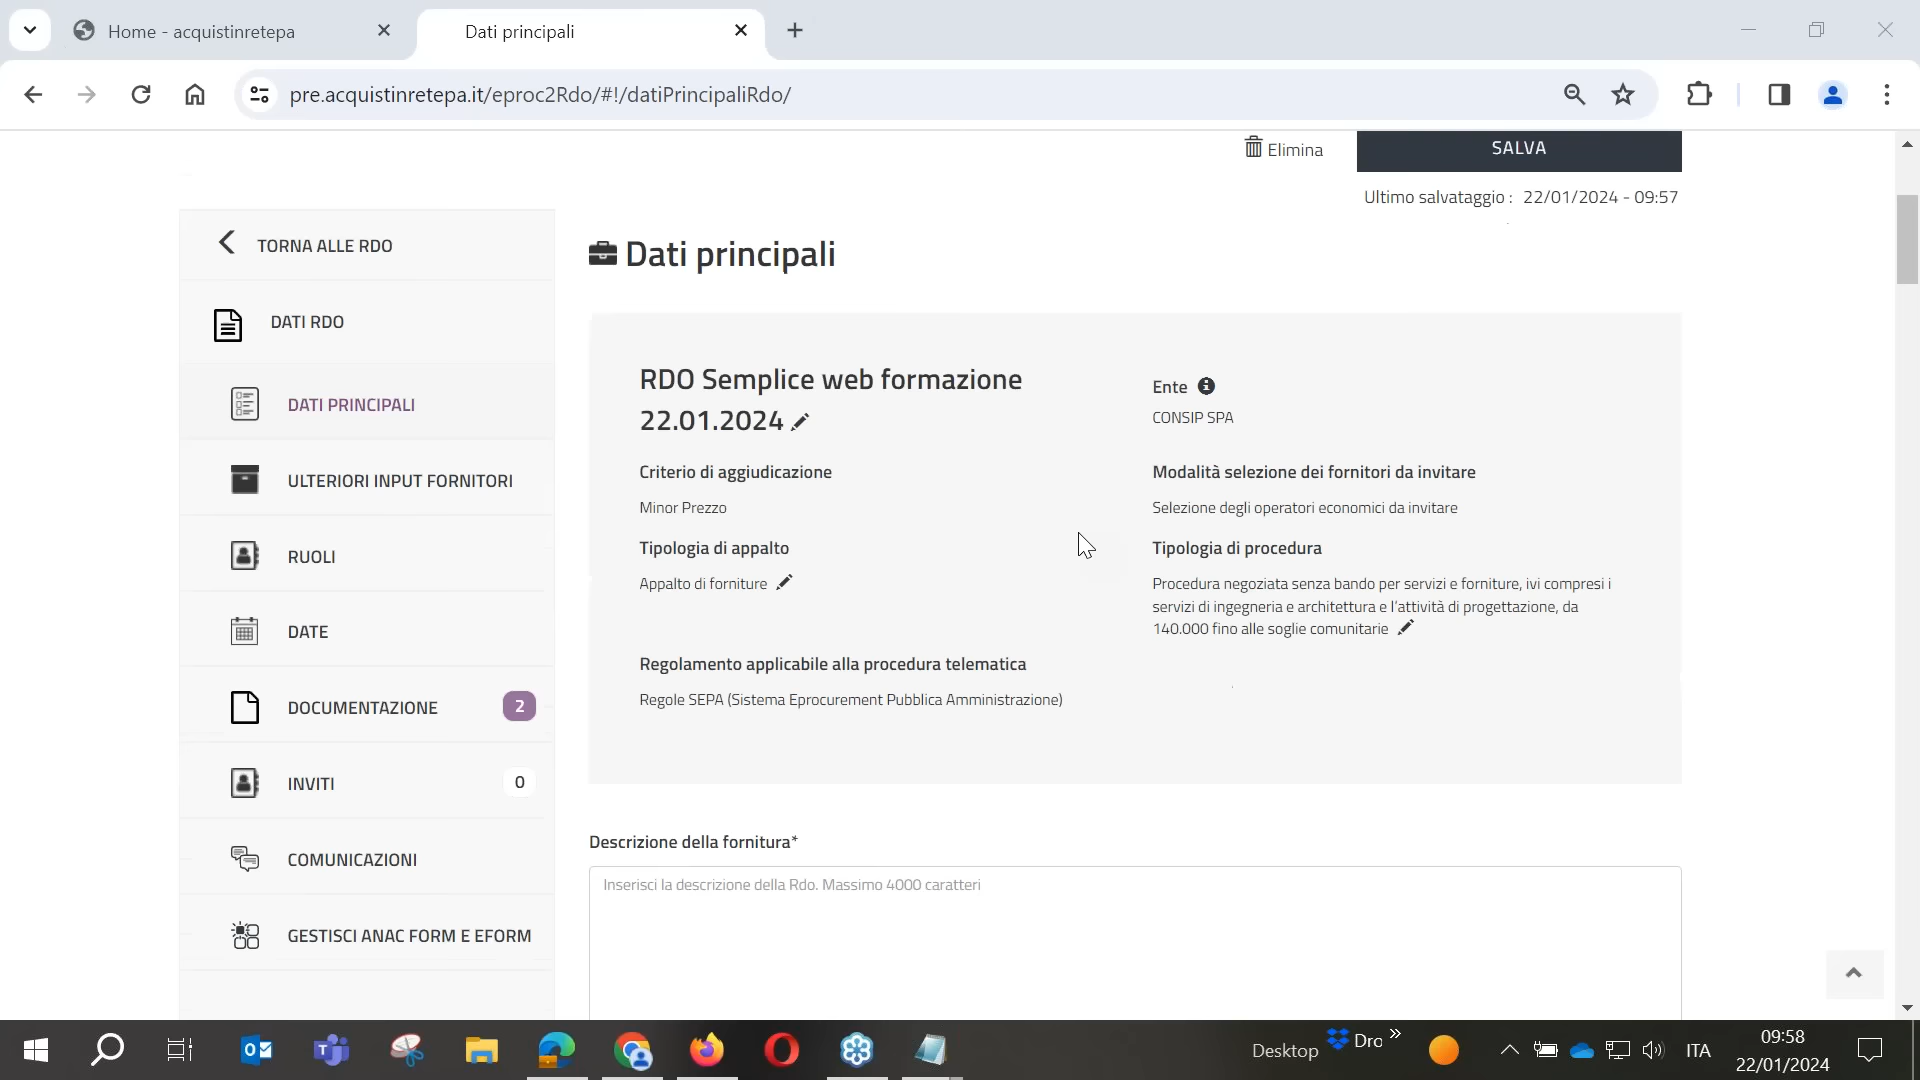 Home - acquistinretepa
Dati principali
pre.acquistinretepa.it/eproc2Rdo/#!/datiPrincipaliRdo/
Elimina
SALVA
Ultimo salvataggio : 22/01/2024 - 09:57
TORNA ALLE RDO
DATI RDO
DATI PRINCIPALI
ULTERIORI INPUT FORNITORI
RUOLI
DATE
DOCUMENTAZIONE 2
INVITI 0
COMUNICAZIONI
GESTISCI ANAC FORM E EFORM
Dati principali
RDO Semplice web formazione
22.01.2024
Ente
CONSIP SPA
Criterio di aggiudicazione
Minor Prezzo
Modalità selezione dei fornitori da invitare
Selezione degli operatori economici da invitare
Tipologia di appalto
Appalto di forniture
Tipologia di procedura
Procedura negoziata senza bando per servizi e forniture, ivi compresi i
servizi di ingegneria e architettura e l'attività di progettazione, da
140.000 fino alle soglie comunitarie
Regolamento applicabile alla procedura telematica
Regole SEPA (Sistema Eprocurement Pubblica Amministrazione)
Descrizione della fornitura*
Inserisci la descrizione della Rdo. Massimo 4000 caratteri
Desktop
Dro
ITA
09:58
22/01/2024